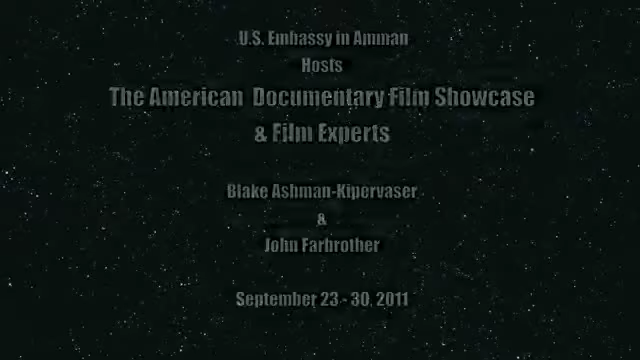 U.S. Embassy in Amman
Hosts
The American Documentary Film Showcase
& Film Experts
Blake Ashman-Kipervaser
&
John Farbrother
September 23 - 30, 2011